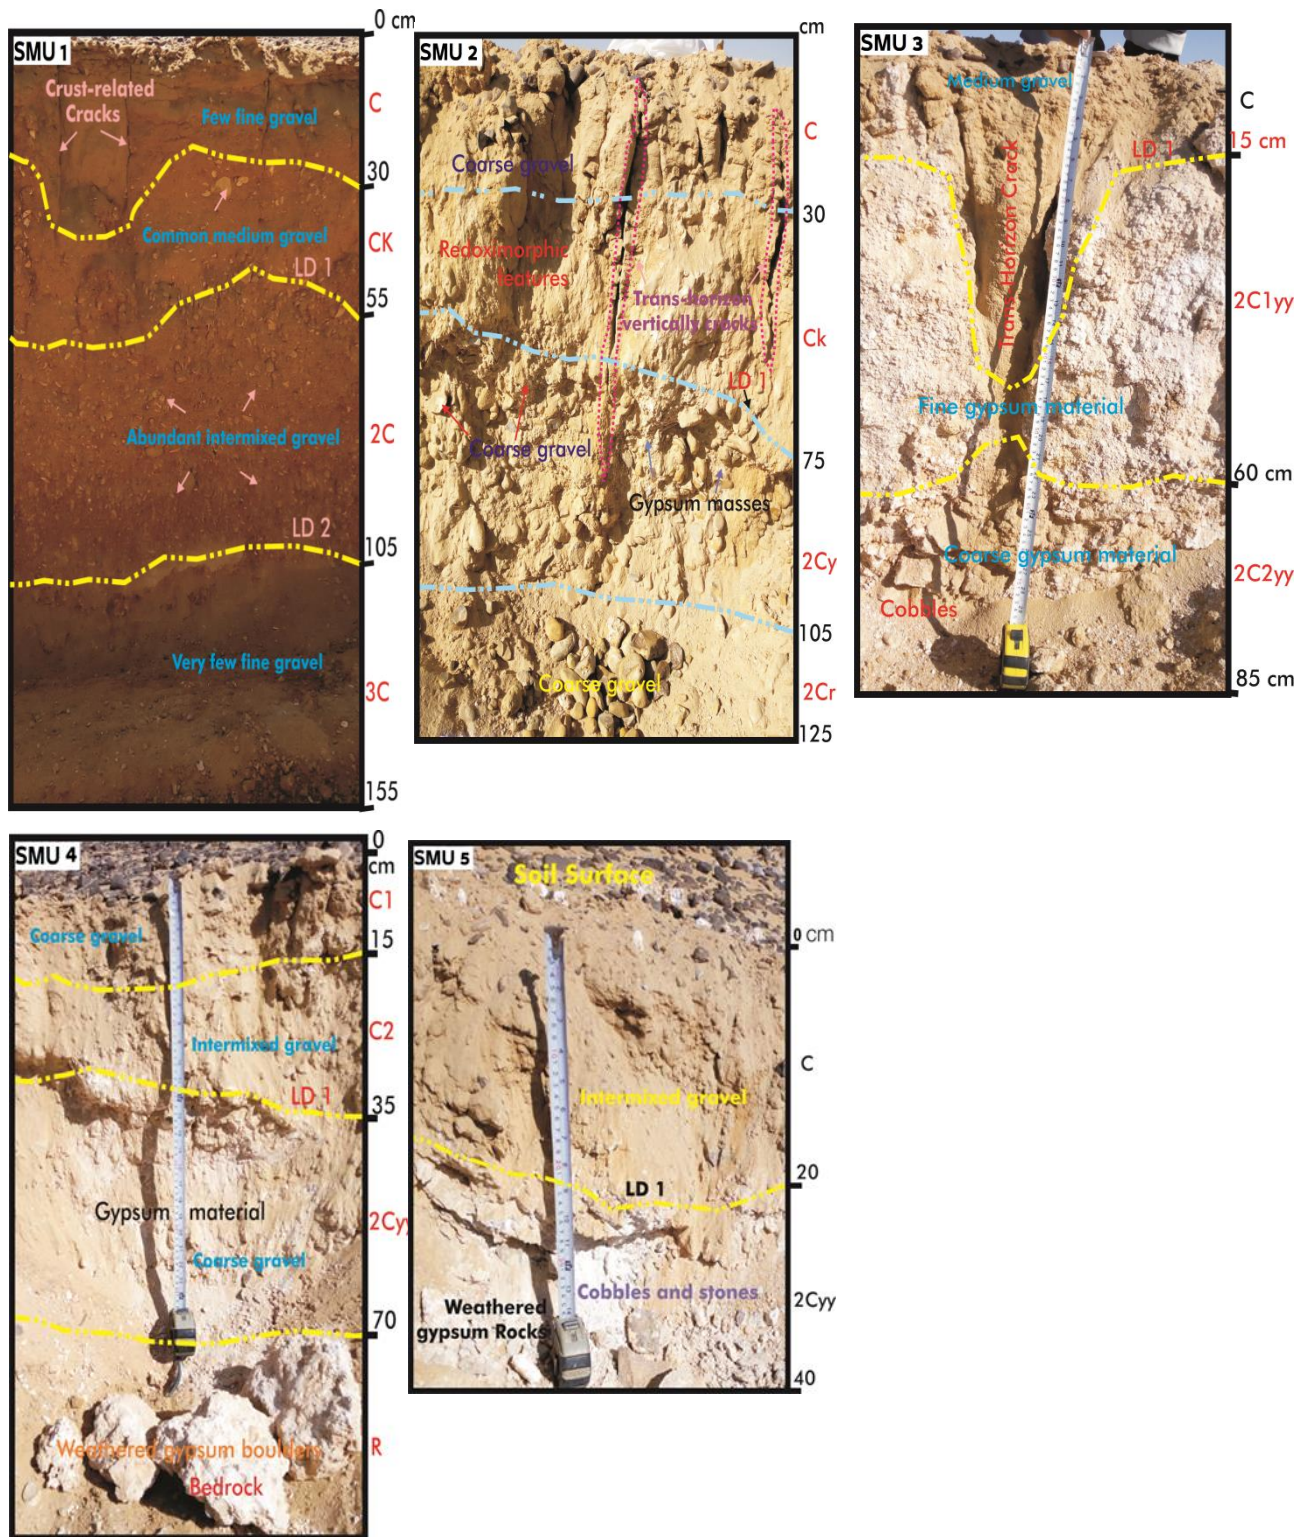 SMU 1
0 cm
Crust-related
Cracks
Few fine gravel
C
30
Common medium gravel
CK
LD 1
55
Abundant intermixed gravel
2C
LD 2
105
Very few fine gravel
3C
155
SMU 2
cm
C
Coarse gravel
30
Redoximorphic
features
Trans-horizon
vertically cracks
Ck
LD 1
Coarse gravel
75
Gypsum masses
2Cy
105
Coarse gravel
2Cr
125
SMU 3
Medium gravel
C
LD 1
15 cm
Trans-Horizon Crack
2C1yy
Fine gypsum material
60 cm
Coarse gypsum material
2C2yy
Cobbles
85 cm
SMU 4
0
cm
C1
Coarse gravel
15
C2
Intermixed gravel
LD 1
35
Gypsum material
2Cyy
Coarse gravel
70
Weathered gypsum boulders
R
Bedrock
SMU 5
Soil Surface
0 cm
C
Intermixed gravel
20
LD 1
Cobbles and stones
2Cyy
Weathered
gypsum Rocks
40